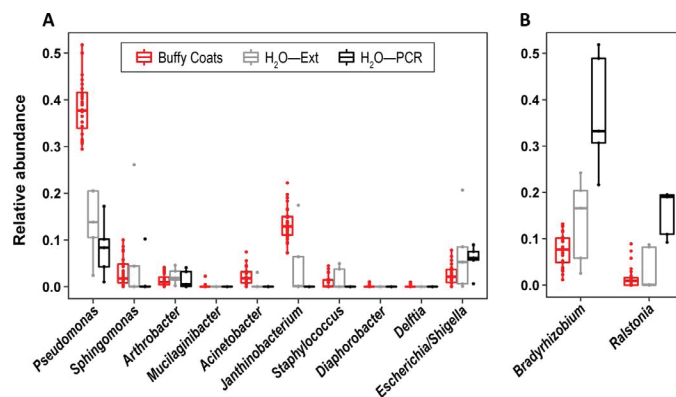 A
B
Buffy Coats
H₂O—Ext
H₂O—PCR
Relative abundance
0.5
0.4
0.3
0.2
0.1
0.0
Pseudomonas
Sphingomonas
Arthrobacter
Mucilaginibacter
Acinetobacter
Janthinobacterium
Staphylococcus
Diaphorobacter
Delftia
Escherichia/Shigella
0.5
0.4
0.3
0.2
0.1
0.0
Bradyrhizobium
Ralstonia